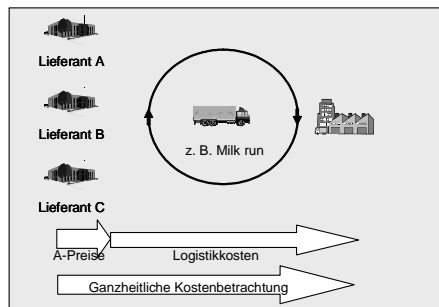 Lieferant A
Lieferant B
z. B. Milk run
Lieferant C
A-Preise
Logistikkosten
Ganzheitliche Kostenbetrachtung